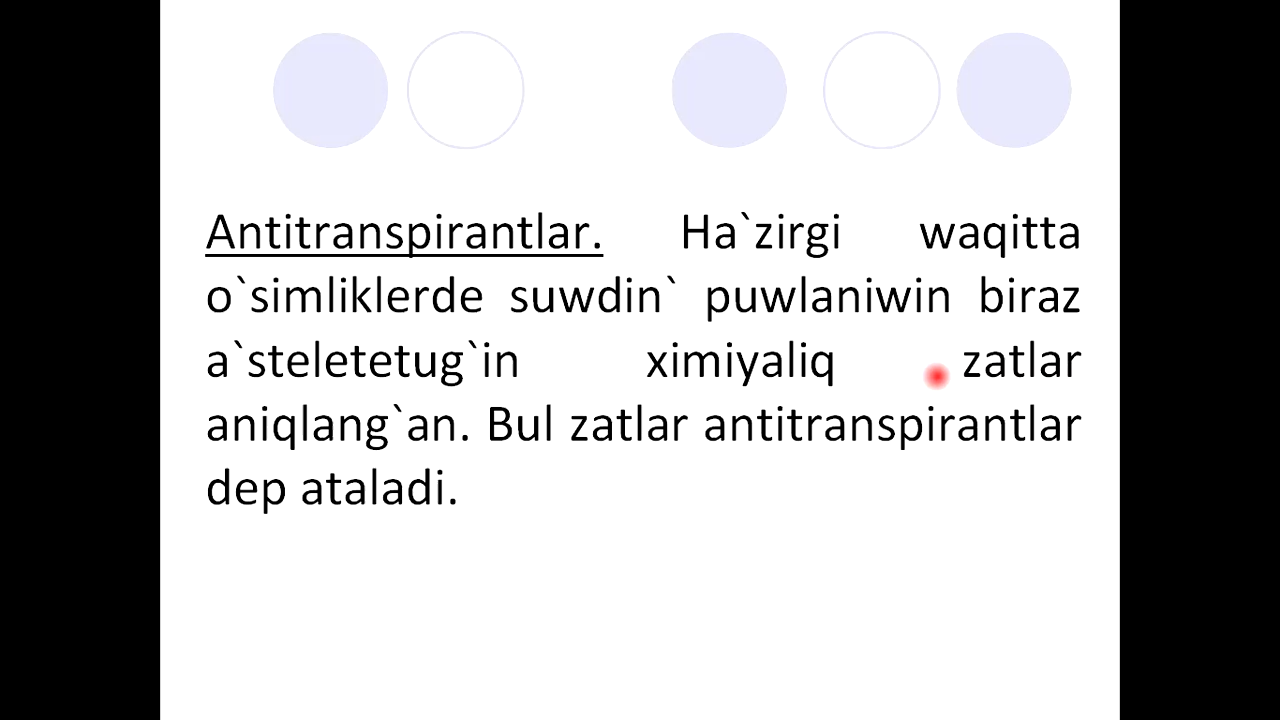 Antitranspirantlar. Ha`zirgi waqitta
o`simliklerde suwdin` puwlaniwin biraz
a`steletetug`in ximiyaliq zatlar
aniqlang`an. Bul zatlar antitranspirantlar
dep ataladi.